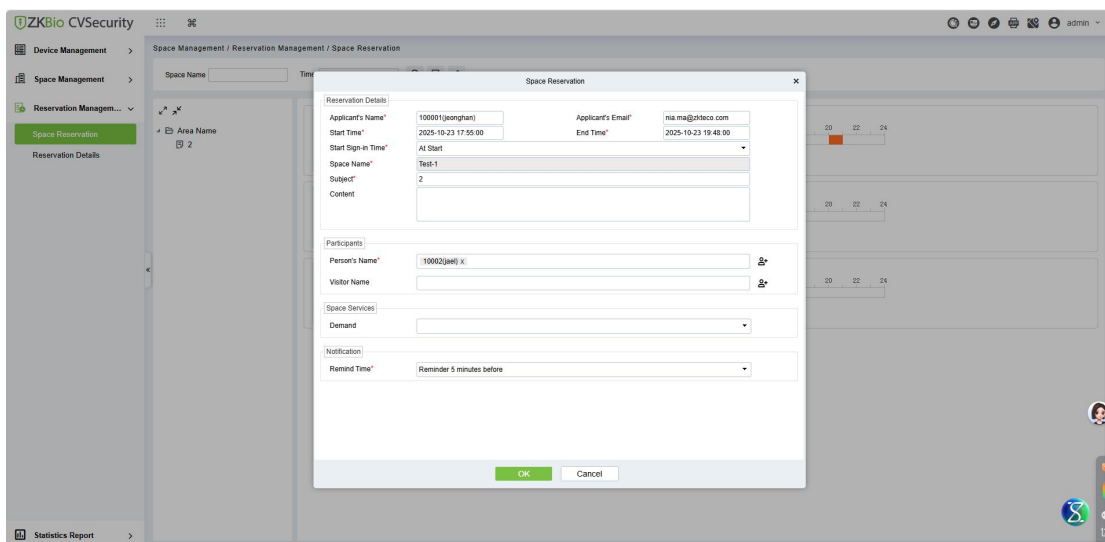 ZKBio CVSecurity
admin
Device Management
Space Management
Reservation Managem...
Space Reservation
Reservation Details
Statistics Report
Space Management / Reservation Management / Space Reservation
Space Name
Time
Area Name
2
20 22 24
20 22 24
20 22 24
Space Reservation
Reservation Details
Applicant's Name* 100001(jeonghan) Applicant's Email* nia.ma@zkteco.com
Start Time* 2025-10-23 17:55:00 End Time* 2025-10-23 19:48:00
Start Sign-in Time* At Start
Space Name* Test-1
Subject* 2
Content
Participants
Person's Name* 10002(jael) x
Visitor Name
Space Services
Demand
Notification
Remind Time* Reminder 5 minutes before
OK Cancel